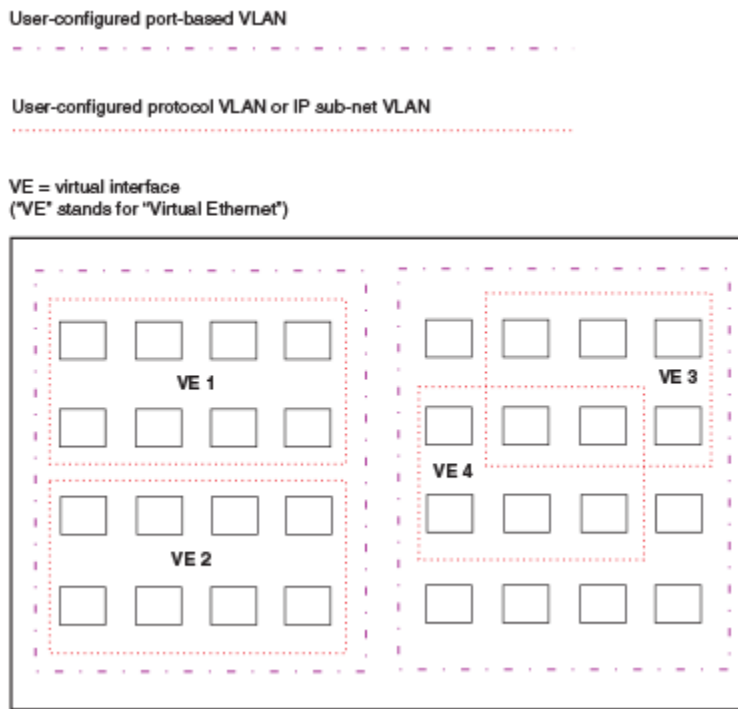 User-configured port-based VLAN
User-configured protocol VLAN or IP sub-net VLAN
VE = virtual interface
("VE" stands for "Virtual Ethernet")
VE 1
VE 3
VE 4
VE 2